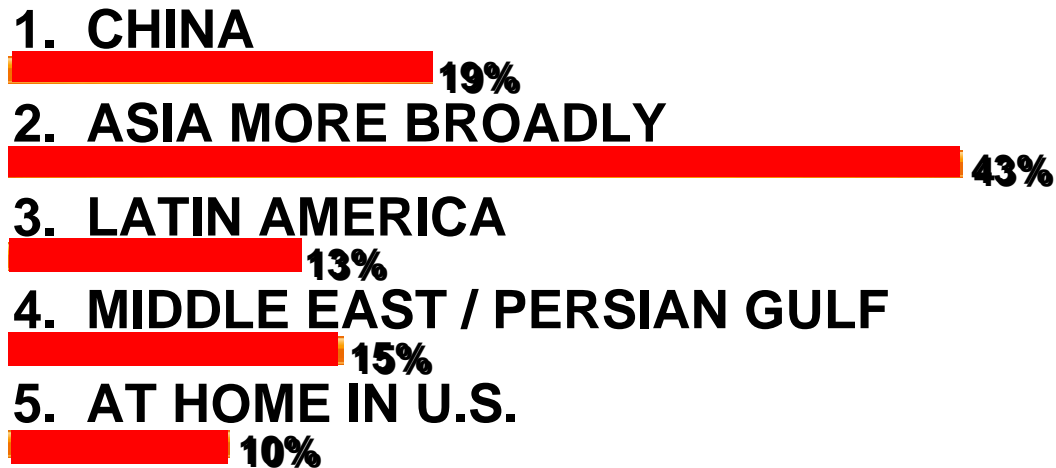 1. CHINA
19%
2. ASIA MORE BROADLY
43%
3. LATIN AMERICA
13%
4. MIDDLE EAST / PERSIAN GULF
15%
5. AT HOME IN U.S.
10%